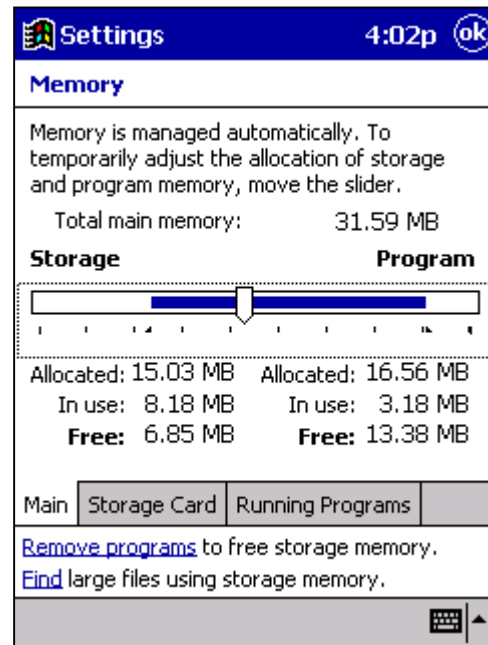 Settings 4:02p ok
Memory
Memory is managed automatically. To
temporarily adjust the allocation of storage
and program memory, move the slider.
Total main memory: 31.59 MB
Storage Program
Allocated: 15.03 MB Allocated: 16.56 MB
In use: 8.18 MB In use: 3.18 MB
Free: 6.85 MB Free: 13.38 MB
Main Storage Card Running Programs
Remove programs to free storage memory.
Find large files using storage memory.